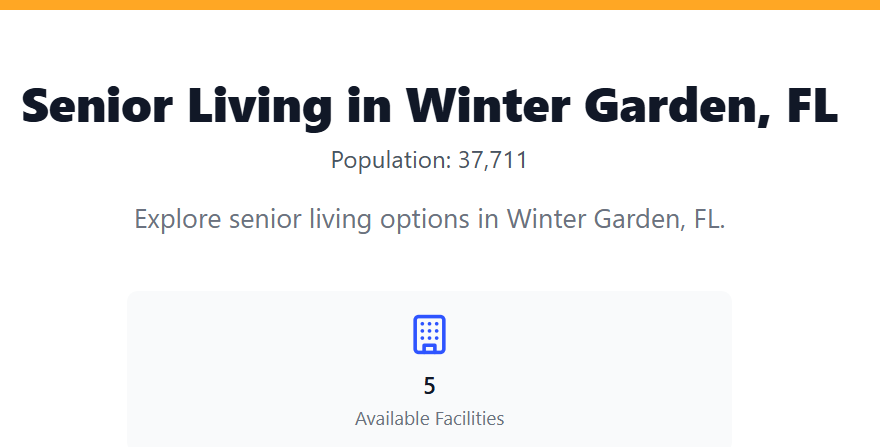 Senior Living in Winter Garden, FL
Population: 37,711
Explore senior living options in Winter Garden, FL.
5
Available Facilities